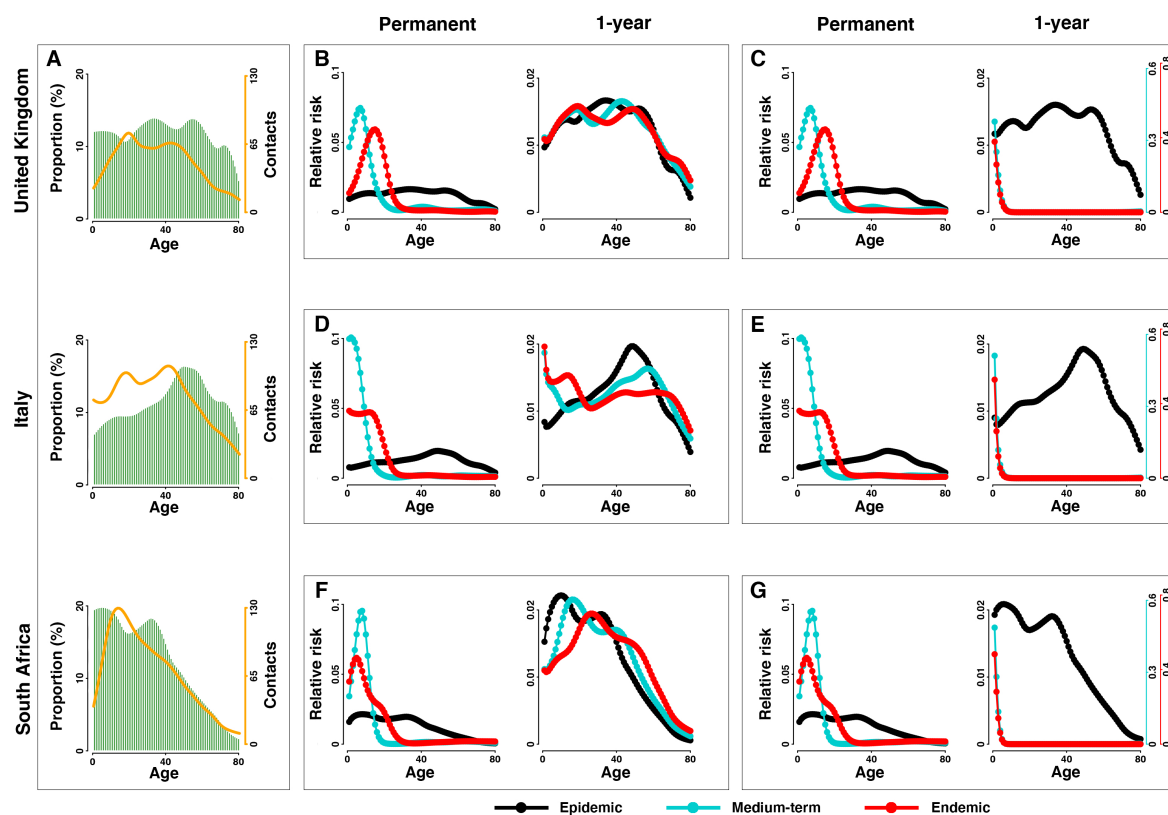 Permanent 1-year Permanent 1-year
United Kingdom
A
Proportion (%)
20
10
0
130
65
0
Contacts
0 40 80
Age
B
Relative risk
0.1
0.05
0
0 40 80
Age
0.02
0.01
0
0 40 80
Age
C
Relative risk
0.1
0.05
0
0 40 80
Age
0.02
0.01
0
0 40 80
Age
0.6
0.3
0
0.8
0.4
0
Italy
Proportion (%)
20
10
0
130
65
0
Contacts
0 40 80
Age
D
Relative risk
0.1
0.05
0
0 40 80
Age
0.02
0.01
0
0 40 80
Age
E
Relative risk
0.1
0.05
0
0 40 80
Age
0.02
0.01
0
0 40 80
Age
0.6
0.3
0
0.8
0.4
0
South Africa
Proportion (%)
20
10
0
130
65
0
Contacts
0 40 80
Age
F
Relative risk
0.1
0.05
0
0 40 80
Age
0.02
0.01
0
0 40 80
Age
G
Relative risk
0.1
0.05
0
0 40 80
Age
0.02
0.01
0
0 40 80
Age
0.6
0.3
0
0.8
0.4
0
Epidemic Medium-term Endemic